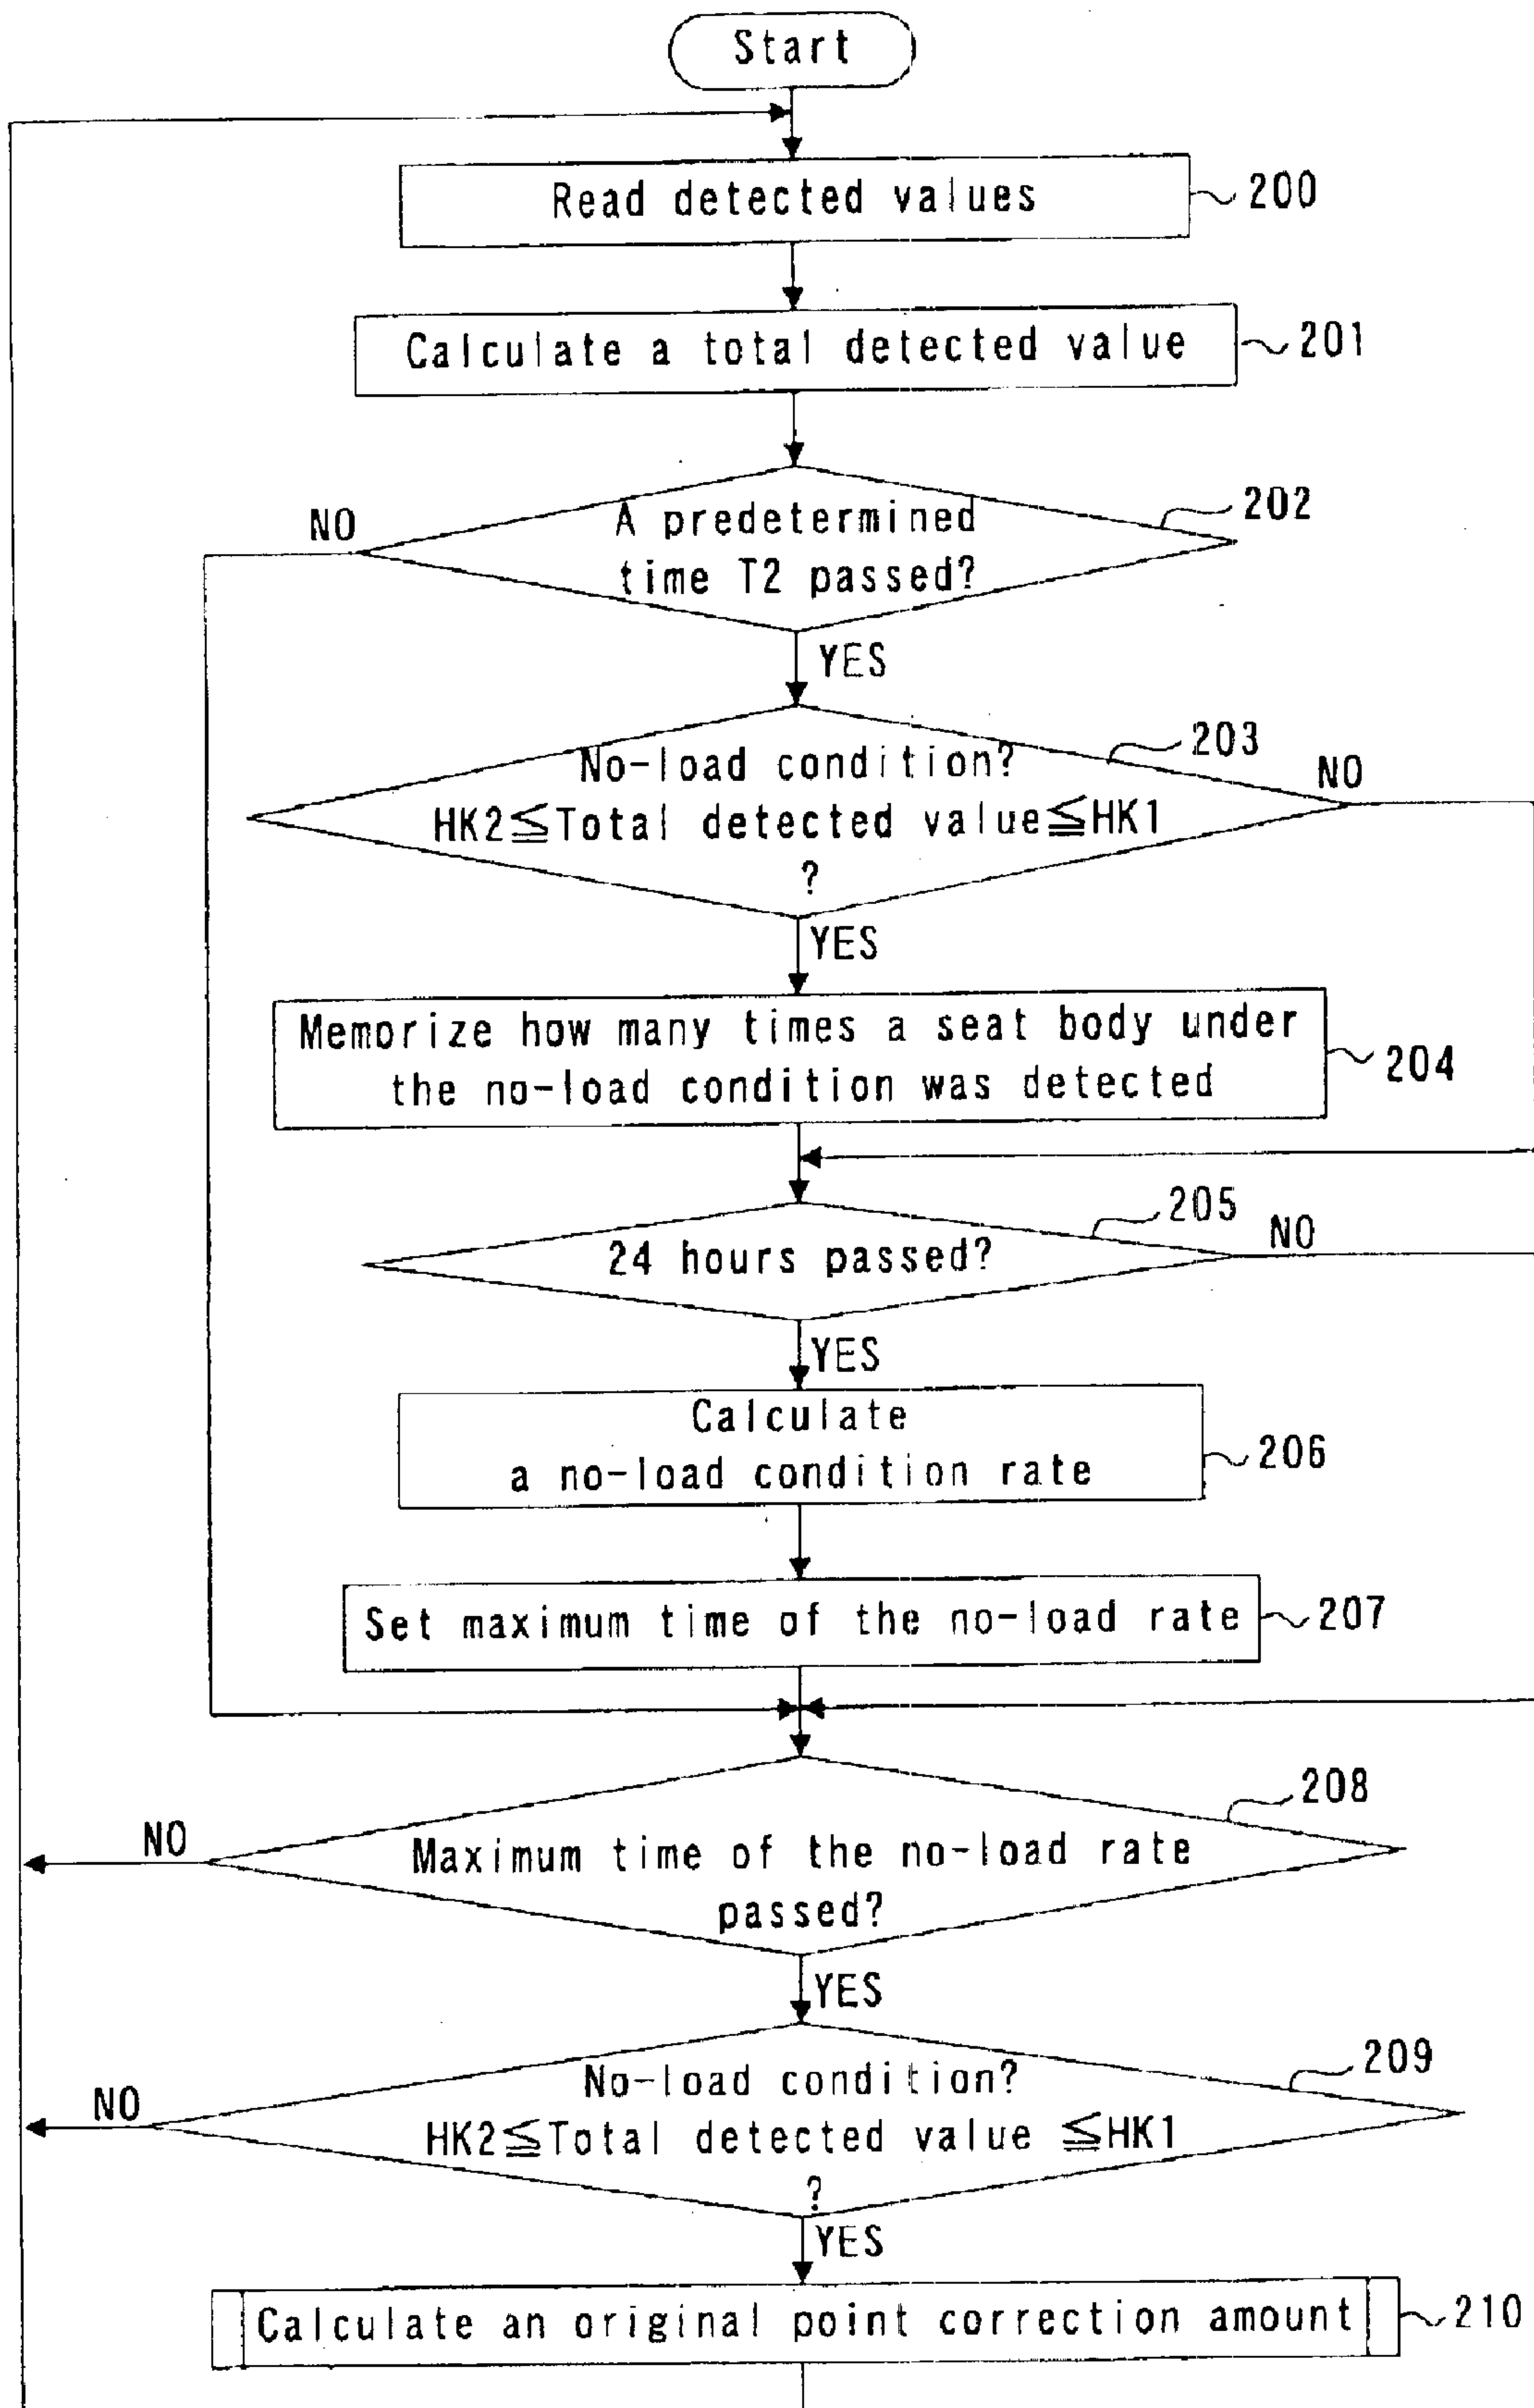 Start
Read detected values
200
Calculate a total detected value
201
A predetermined
time T2 passed?
202
NO
YES
No-load condition?
HK2≦Total detected value≦HK1
?
203
NO
YES
Memorize how many times a seat body under
the no-load condition was detected
204
24 hours passed?
205
NO
YES
Calculate
a no-load condition rate
206
Set maximum time of the no-load rate
207
Maximum time of the no-load rate
passed?
208
NO
YES
No-load condition?
HK2≦Total detected value ≦HK1
?
209
NO
YES
Calculate an original point correction amount
210